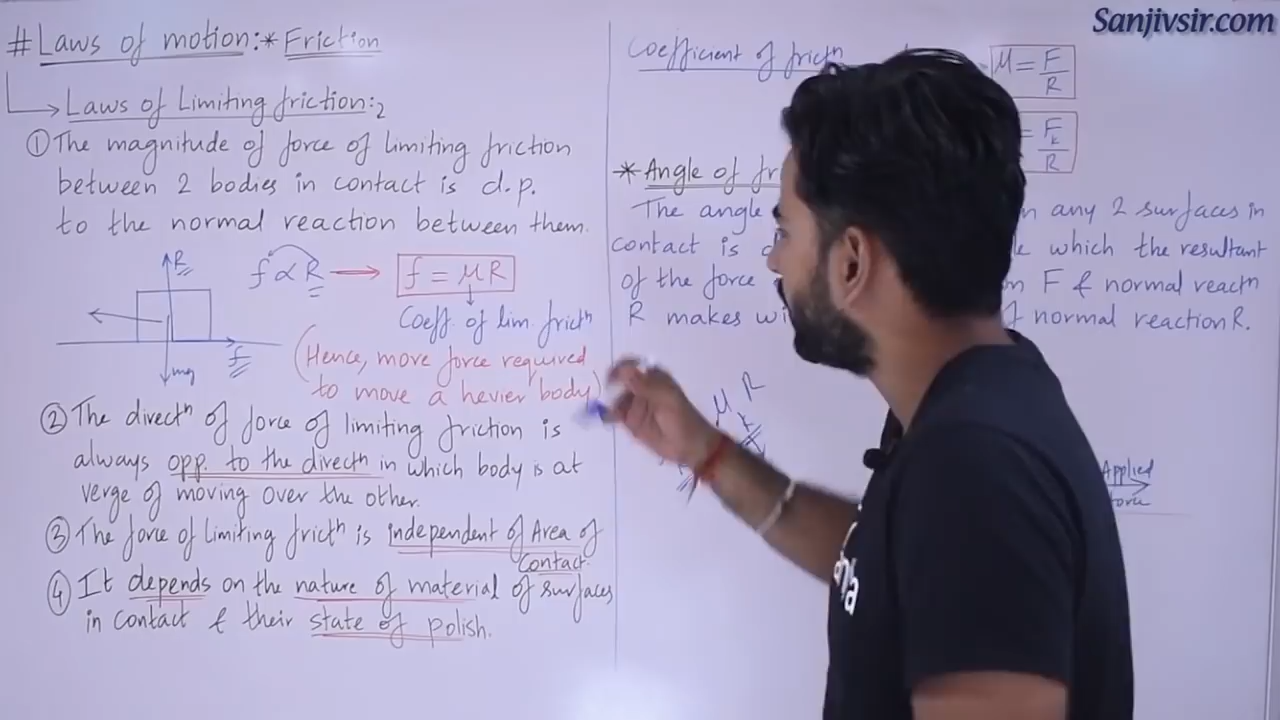 Sanjivsir.com
# Laws of motion:* Friction
Laws of Limiting friction:
① The magnitude of force of limiting friction
between 2 bodies in contact is d.p.
to the normal reaction between them.
R
f ∝ R → f = μR
Coeff. of lim. fricth
f
mg
(Hence, more force required
to move a hevier body)
② The directh of force of limiting friction is
always opp. to the directh in which body is at
verge of moving over the other.
③ The force of limiting fricth is independent of Area of
Contact.
④ It depends on the nature of material of surfaces
in contact & their state of polish.
Coefficient of fricth
μ = F/R
= Fk/R
* Angle of
The angle any 2 surfaces in
contact is which the resultant
of the force F & normal reactn
R makes normal reaction R.
R
Applied
force